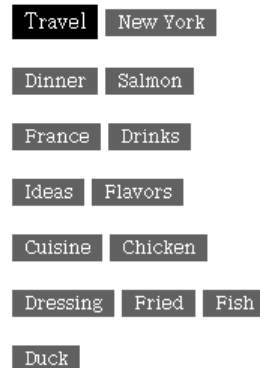 Travel New York
Dinner Salmon
France Drinks
Ideas Flavors
Cuisine Chicken
Dressing Fried Fish
Duck